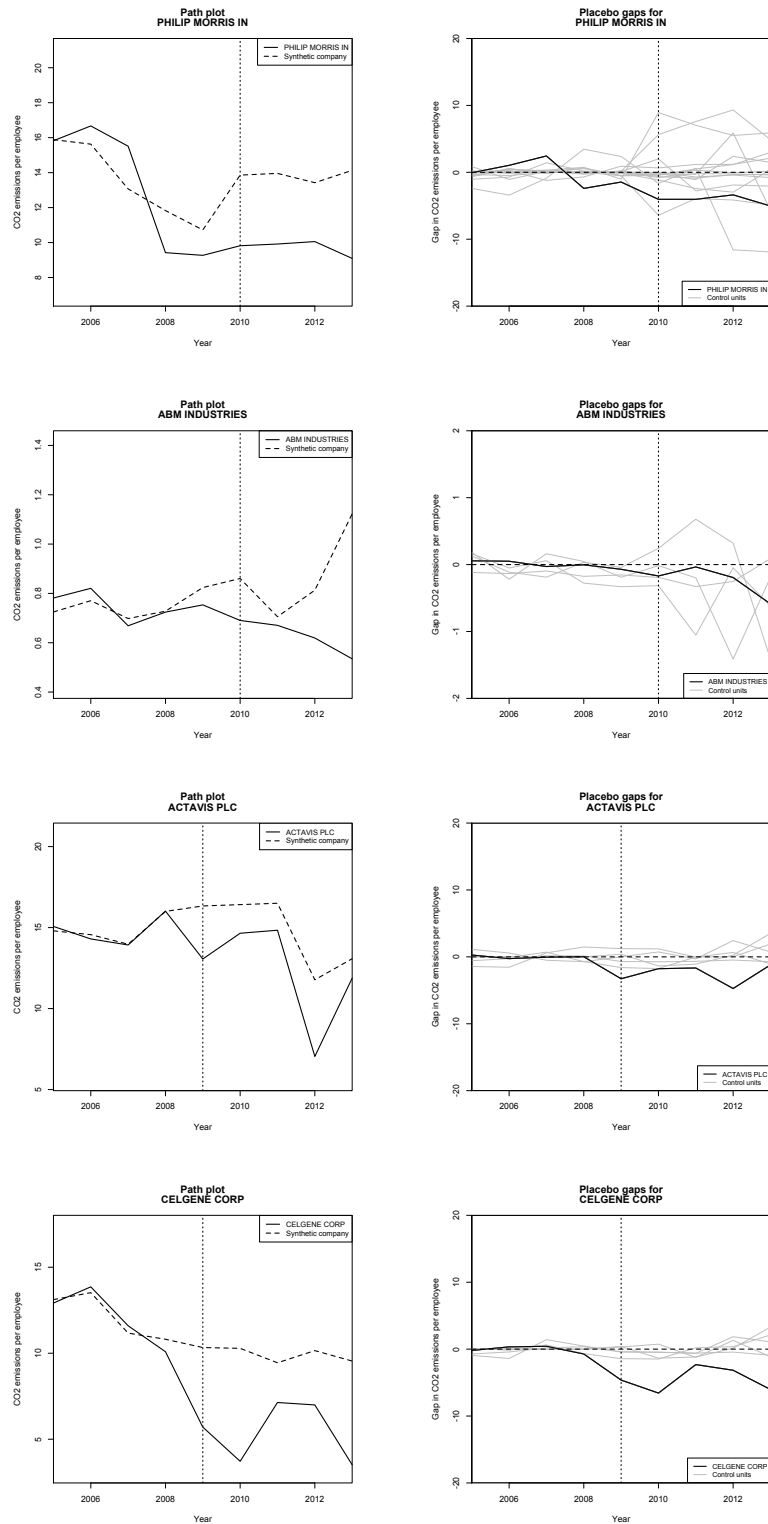 Path plot
PHILIP MORRIS IN
CO2 emissions per employee
20
18
16
14
12
10
8
PHILIP MORRIS IN
Synthetic company
2006 2008 2010 2012
Year
Placebo gaps for
PHILIP MORRIS IN
Gap in CO2 emissions per employee
20
10
0
-10
-20
PHILIP MORRIS IN
Control units
2006 2008 2010 2012
Year
Path plot
ABM INDUSTRIES
CO2 emissions per employee
1.4
1.2
1.0
0.8
0.6
0.4
ABM INDUSTRIES
Synthetic company
2006 2008 2010 2012
Year
Placebo gaps for
ABM INDUSTRIES
Gap in CO2 emissions per employee
2
1
0
-1
-2
ABM INDUSTRIES
Control units
2006 2008 2010 2012
Year
Path plot
ACTAVIS PLC
CO2 emissions per employee
20
15
10
5
ACTAVIS PLC
Synthetic company
2006 2008 2010 2012
Year
Placebo gaps for
ACTAVIS PLC
Gap in CO2 emissions per employee
20
10
0
-10
-20
ACTAVIS PLC
Control units
2006 2008 2010 2012
Year
Path plot
CELGENE CORP
CO2 emissions per employee
15
10
5
CELGENE CORP
Synthetic company
2006 2008 2010 2012
Year
Placebo gaps for
CELGENE CORP
Gap in CO2 emissions per employee
20
10
0
-10
-20
CELGENE CORP
Control units
2006 2008 2010 2012
Year